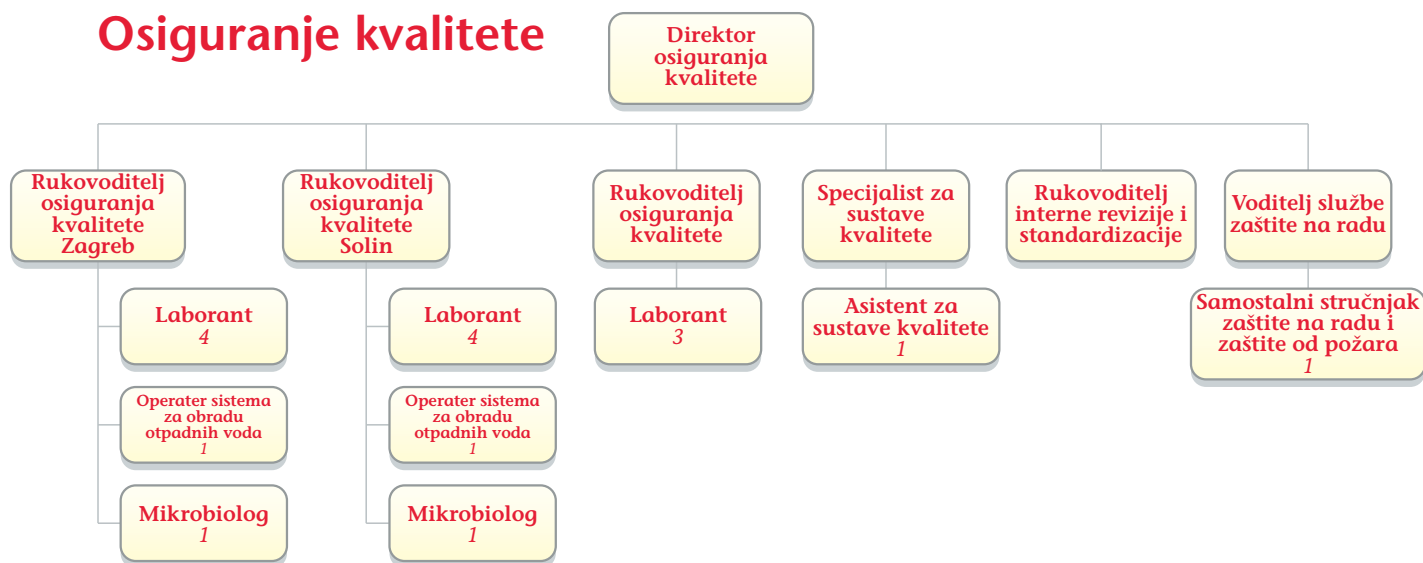 Osiguranje kvalitete
Direktor
osiguranja
kvalitete
Rukovoditelj
osiguranja
kvalitete
Zagreb
Rukovoditelj
osiguranja
kvalitete
Solin
Rukovoditelj
osiguranja
kvalitete
Specijalist za
sustave
kvalitete
Rukovoditelj
interne revizije i
standardizacije
Voditelj službe
zaštite na radu
Laborant
4
Laborant
4
Laborant
3
Asistent za
sustave kvalitete
1
Samostalni stručnjak
zaštite na radu i
zaštite od požara
1
Operater sistema
za obradu
otpadnih voda
1
Operater sistema
za obradu
otpadnih voda
1
Mikrobiolog
1
Mikrobiolog
1